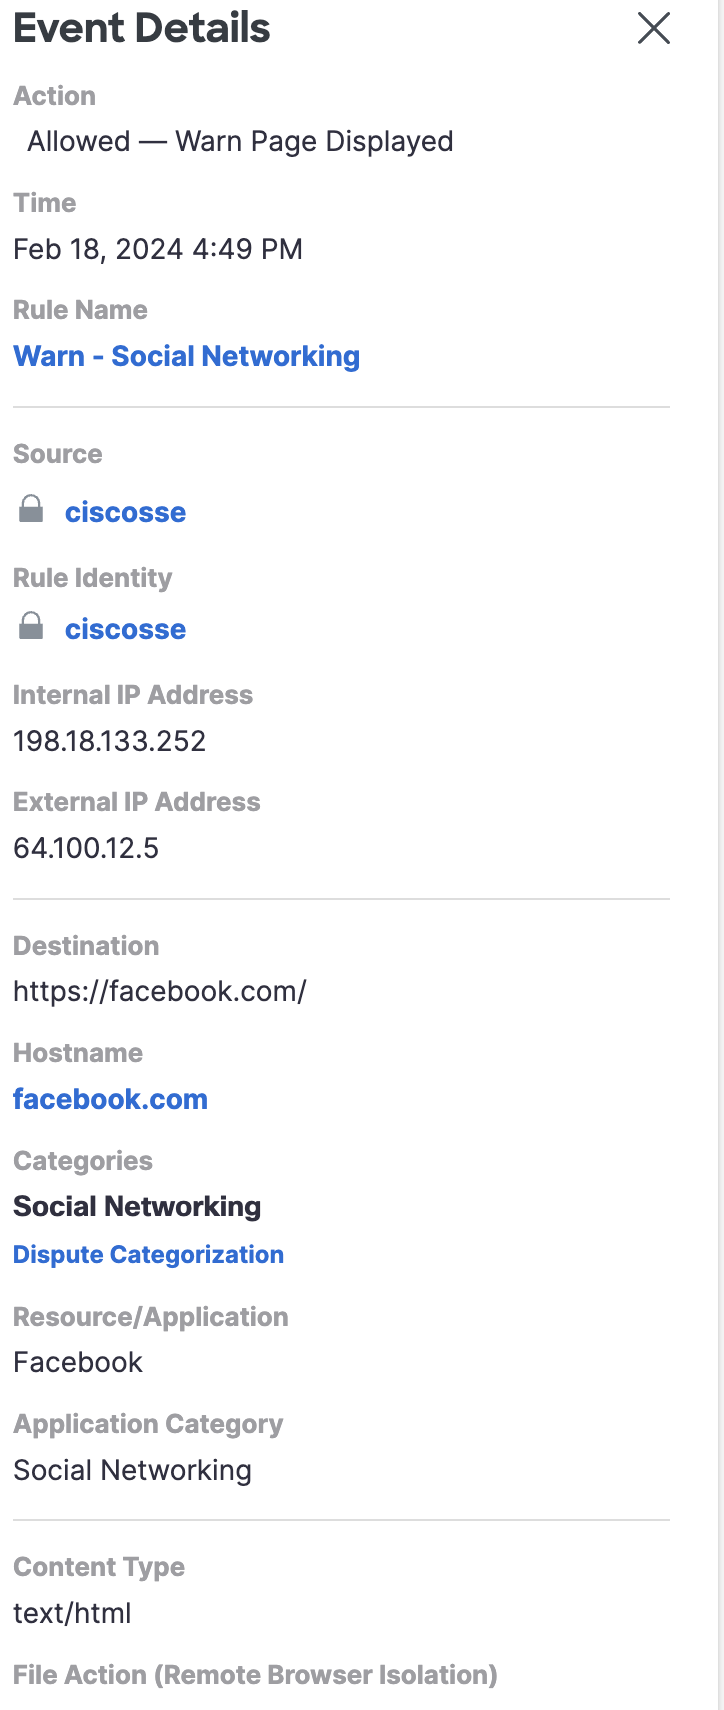 Event Details
Action
Allowed — Warn Page Displayed
Time
Feb 18, 2024 4:49 PM
Rule Name
Warn - Social Networking
Source
ciscosse
Rule Identity
ciscosse
Internal IP Address
198.18.133.252
External IP Address
64.100.12.5
Destination
https://facebook.com/
Hostname
facebook.com
Categories
Social Networking
Dispute Categorization
Resource/Application
Facebook
Application Category
Social Networking
Content Type
text/html
File Action (Remote Browser Isolation)